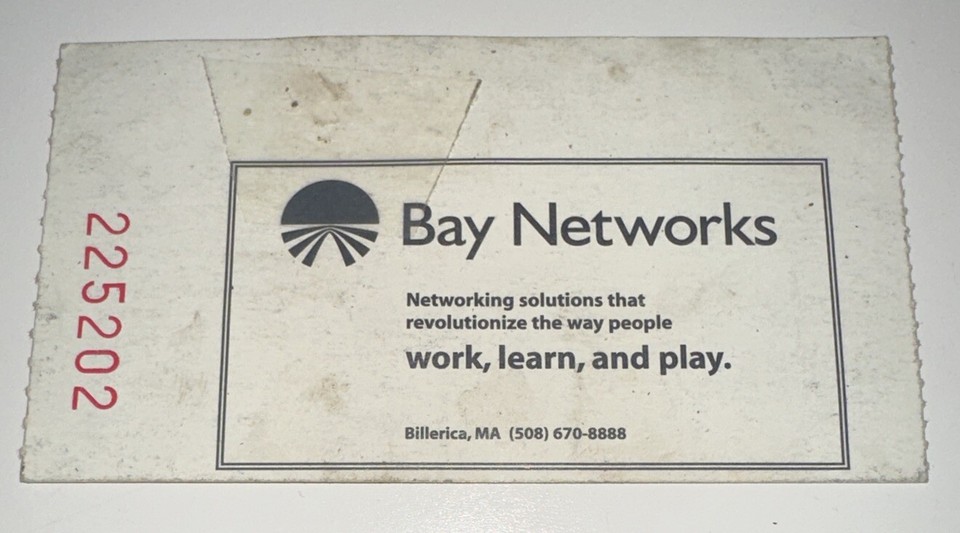 225202
Bay Networks
Networking solutions that
revolutionize the way people
work, learn, and play.
Billerica, MA (508) 670-8888